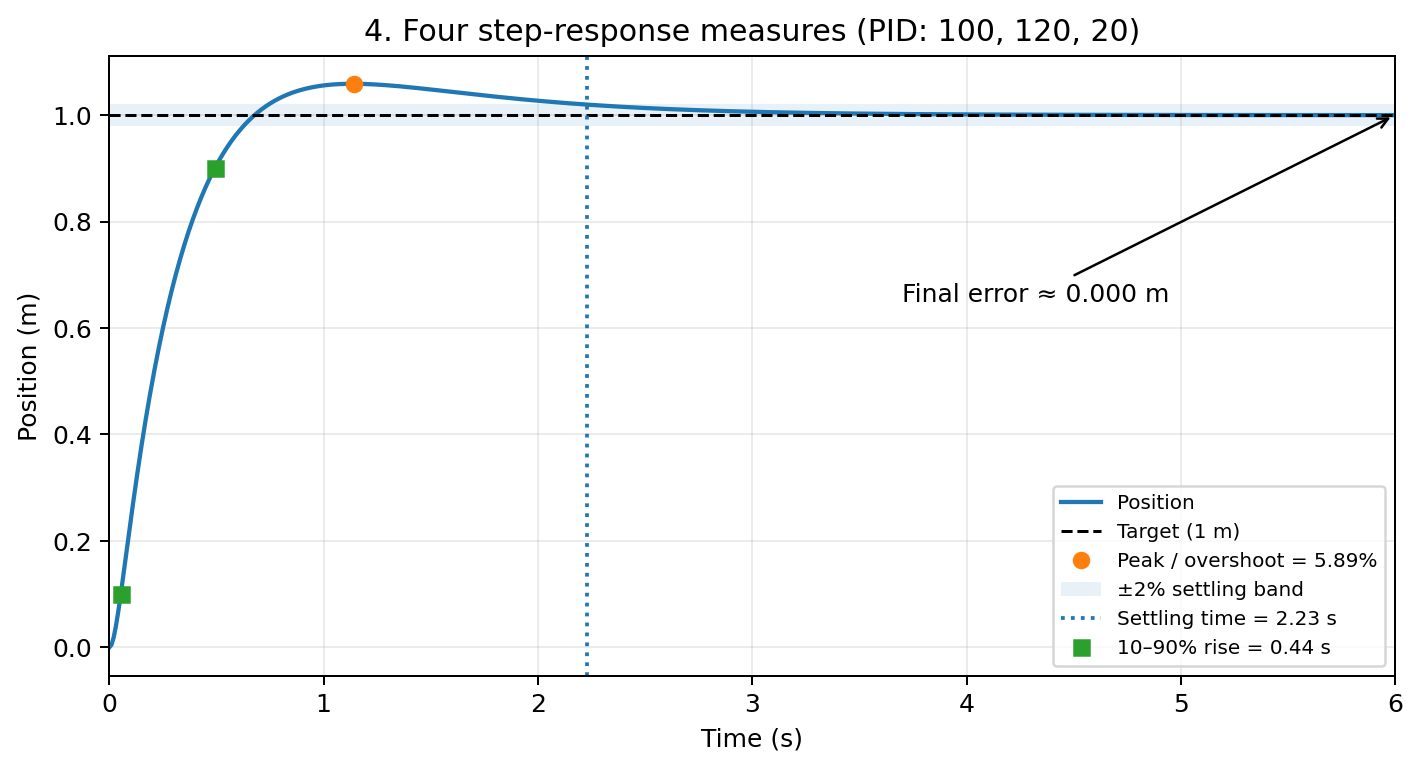 4. Four step-response measures (PID: 100, 120, 20)
Position (m)
1.0
0.8
0.6
0.4
0.2
0.0
Final error ≈ 0.000 m
Position
Target (1 m)
Peak / overshoot = 5.89%
±2% settling band
Settling time = 2.23 s
10–90% rise = 0.44 s
0 1 2 3 4 5 6
Time (s)